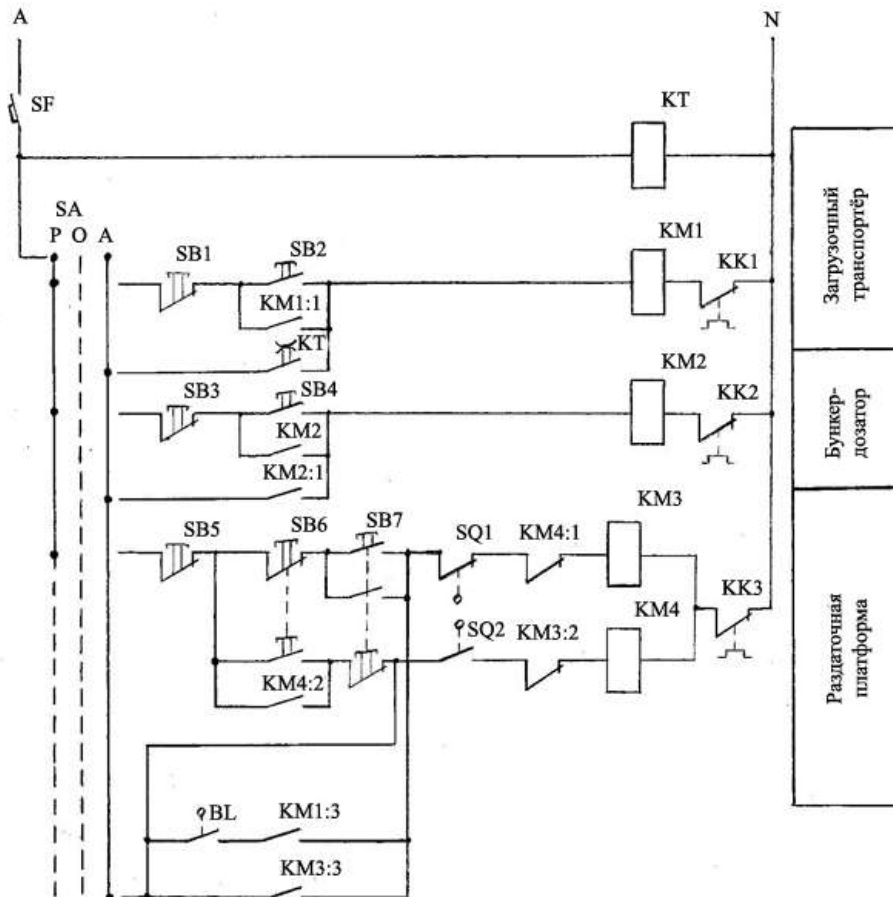 A N
SF
KT
SA
Р О А
SB1 SB2 KM1 KK1
KM1:1
KT
SB3 SB4 KM2 KK2
KM2
KM2:1
SB5 SB6 SB7 SQ1 KM4:1 KM3
KK3
SQ2 KM3:2 KM4
KM4:2
BL KM1:3
KM3:3
Загрузочный
транспортёр
Бункер-
дозатор
Раздаточная
платформа